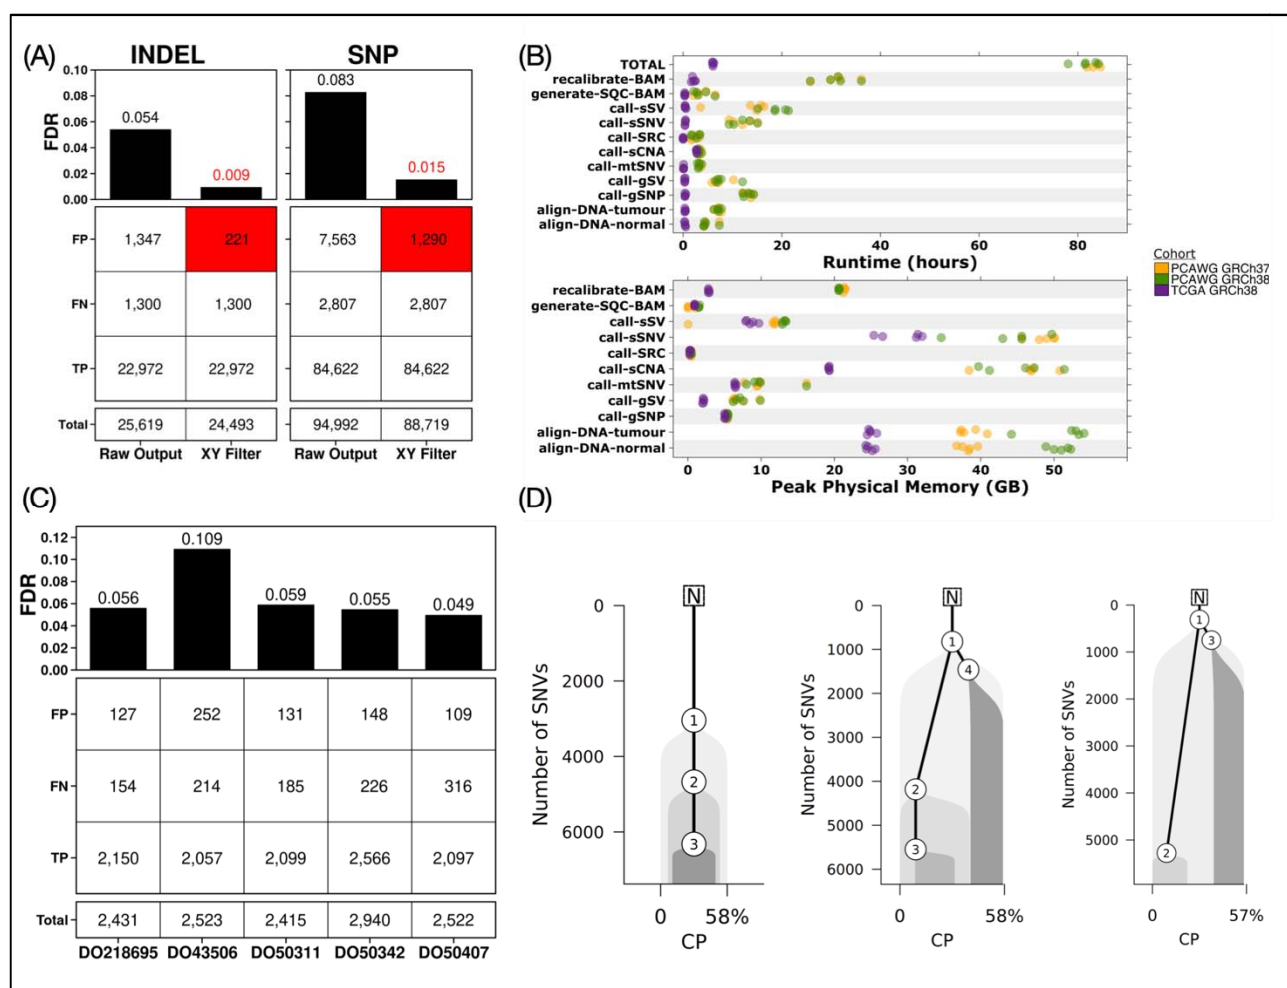 (A)
INDEL
SNP
FDR
0.10
0.08
0.06
0.04
0.02
0.00
0.054
0.009
0.083
0.015
FP 1,347 221 7,563 1,290
FN 1,300 1,300 2,807 2,807
TP 22,972 22,972 84,622 84,622
Total 25,619 24,493 94,992 88,719
Raw Output XY Filter Raw Output XY Filter
(B)
TOTAL
recalibrate-BAM
generate-SQC-BAM
call-sSV
call-sSNV
call-SRC
call-sCNA
call-mtSNV
call-gSV
call-gSNP
align-DNA-tumour
align-DNA-normal
0 20 40 60 80
Runtime (hours)
recalibrate-BAM
generate-SQC-BAM
call-sSV
call-sSNV
call-SRC
call-sCNA
call-mtSNV
call-gSV
call-gSNP
align-DNA-tumour
align-DNA-normal
0 10 20 30 40 50
Peak Physical Memory (GB)
Cohort
PCAWG GRCh37
PCAWG GRCh38
TCGA GRCh38
(C)
FDR
0.12
0.10
0.08
0.06
0.04
0.02
0.00
0.056
0.109
0.059
0.055
0.049
FP 127 252 131 148 109
FN 154 214 185 226 316
TP 2,150 2,057 2,099 2,566 2,097
Total 2,431 2,523 2,415 2,940 2,522
DO218695 DO43506 DO50311 DO50342 DO50407
(D)
Number of SNVs
0
2000
4000
6000
N
1
2
3
0 58%
CP
Number of SNVs
0
1000
2000
3000
4000
5000
6000
N
1
4
2
3
0 58%
CP
Number of SNVs
0
1000
2000
3000
4000
5000
N
1
3
2
0 57%
CP